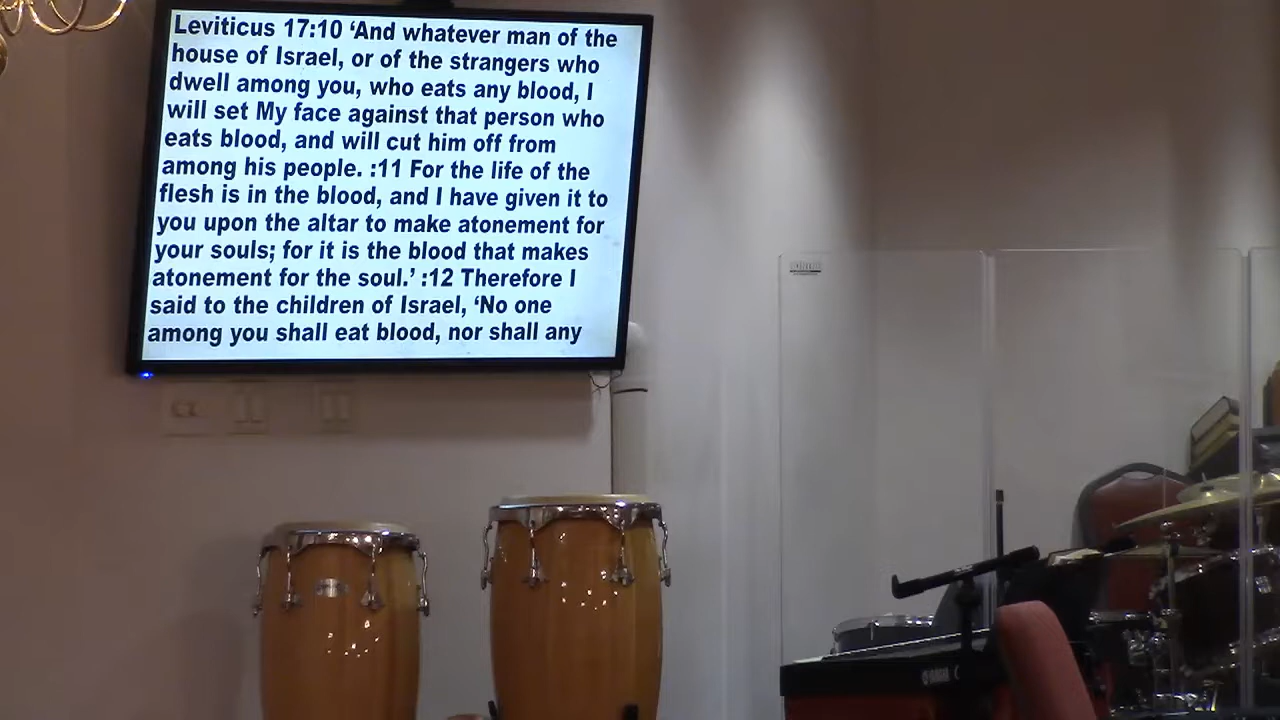 Leviticus 17:10 ‘And whatever man of the
house of Israel, or of the strangers who
dwell among you, who eats any blood, I
will set My face against that person who
eats blood, and will cut him off from
among his people. :11 For the life of the
flesh is in the blood, and I have given it to
you upon the altar to make atonement for
your souls; for it is the blood that makes
atonement for the soul.’ :12 Therefore I
said to the children of Israel, ‘No one
among you shall eat blood, nor shall any